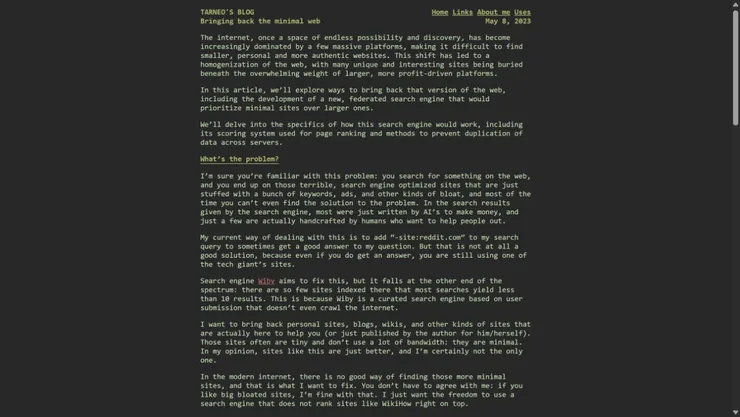 TARNEO'S BLOG Home Links About me Uses
Bringing back the minimal web May 8, 2023
The internet, once a space of endless possibility and discovery, has become
increasingly dominated by a few massive platforms, making it difficult to find
smaller, personal and more authentic websites. This shift has led to a
homogenization of the web, with many unique and interesting sites being buried
beneath the overwhelming weight of larger, more profit-driven platforms.
In this article, we'll explore ways to bring back that version of the web,
including the development of a new, federated search engine that would
prioritize minimal sites over larger ones.
We'll delve into the specifics of how this search engine would work, including
its scoring system used for page ranking and methods to prevent duplication of
data across servers.
What's the problem?
I'm sure you're familiar with this problem: you search for something on the web,
and you end up on those terrible, search engine optimized sites that are just
stuffed with a bunch of keywords, ads, and other kinds of bloat, and most of the
time you can't even find the solution to the problem. In the search results
given by the search engine, most were just written by AI's to make money, and
just a few are actually handcrafted by humans who want to help people out.
My current way of dealing with this is to add "-site:reddit.com" to my search
query to sometimes get a good answer to my question. But that is not at all a
good solution, because even if you do get an answer, you are still using one of
the tech giant's sites.
Search engine Wiby aims to fix this, but it falls at the other end of the
spectrum: there are so few sites indexed there that most searches yield less
than 10 results. This is because Wiby is a curated search engine based on user
submission that doesn't even crawl the internet.
I want to bring back personal sites, blogs, wikis, and other kinds of sites that
are actually here to help you (or just published by the author for him/herself).
Those sites often are tiny and don't use a lot of bandwidth: they are minimal.
In my opinion, sites like this are just better, and I'm certainly not the only
one.
In the modern internet, there is no good way of finding those more minimal
sites, and that is what I want to fix. You don't have to agree with me: if you
like big bloated sites, I'm fine with that. I just want the freedom to use a
search engine that does not rank sites like WikiHow right on top.